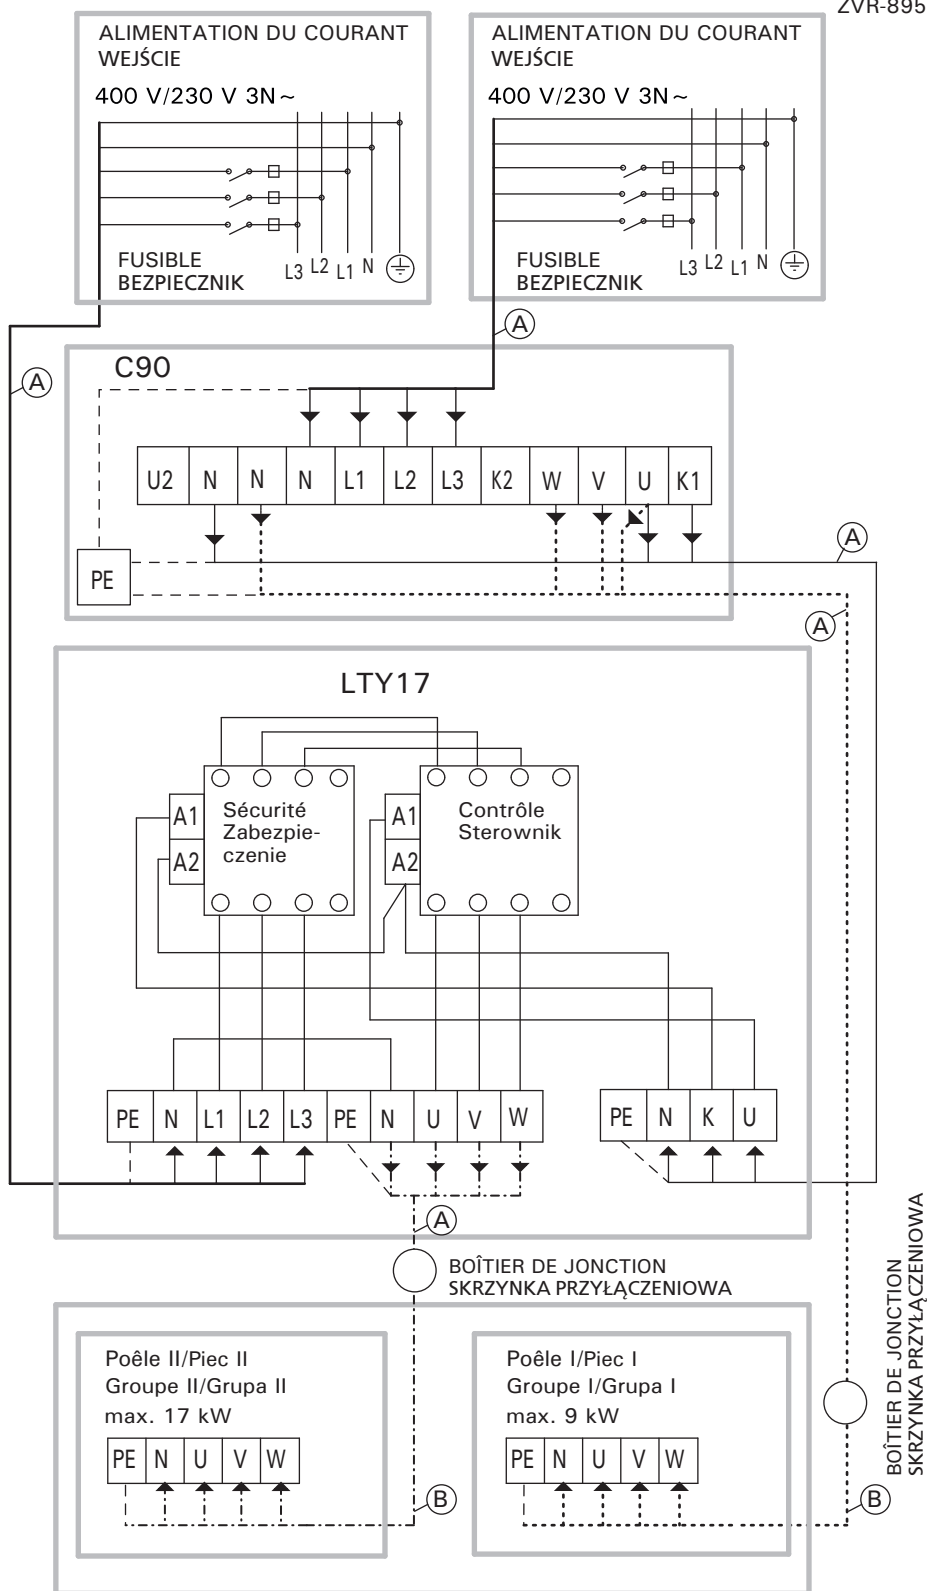 ZVR-895
ALIMENTATION DU COURANT
WEJŚCIE
400 V/230 V 3N~
FUSIBLE
BEZPIECZNIK
L3 L2 L1 N
ALIMENTATION DU COURANT
WEJŚCIE
400 V/230 V 3N~
FUSIBLE
BEZPIECZNIK
L3 L2 L1 N
A
A
C90
U2 N N N L1 L2 L3 K2 W V U K1
PE
A
A
LTY17
A1
A2
Sécurité
Zabezpie-
czenie
A1
A2
Contrôle
Sterownik
PE N L1 L2 L3 PE N U V W
PE N K U
A
BOÎTIER DE JONCTION
SKRZYNKA PRZYŁĄCZENIOWA
BOÎTIER DE JONCTION
SKRZYNKA PRZYŁĄCZENIOWA
Poêle II/Piec II
Groupe II/Grupa II
max. 17 kW
PE N U V W
B
Poêle I/Piec I
Groupe I/Grupa I
max. 9 kW
PE N U V W
B